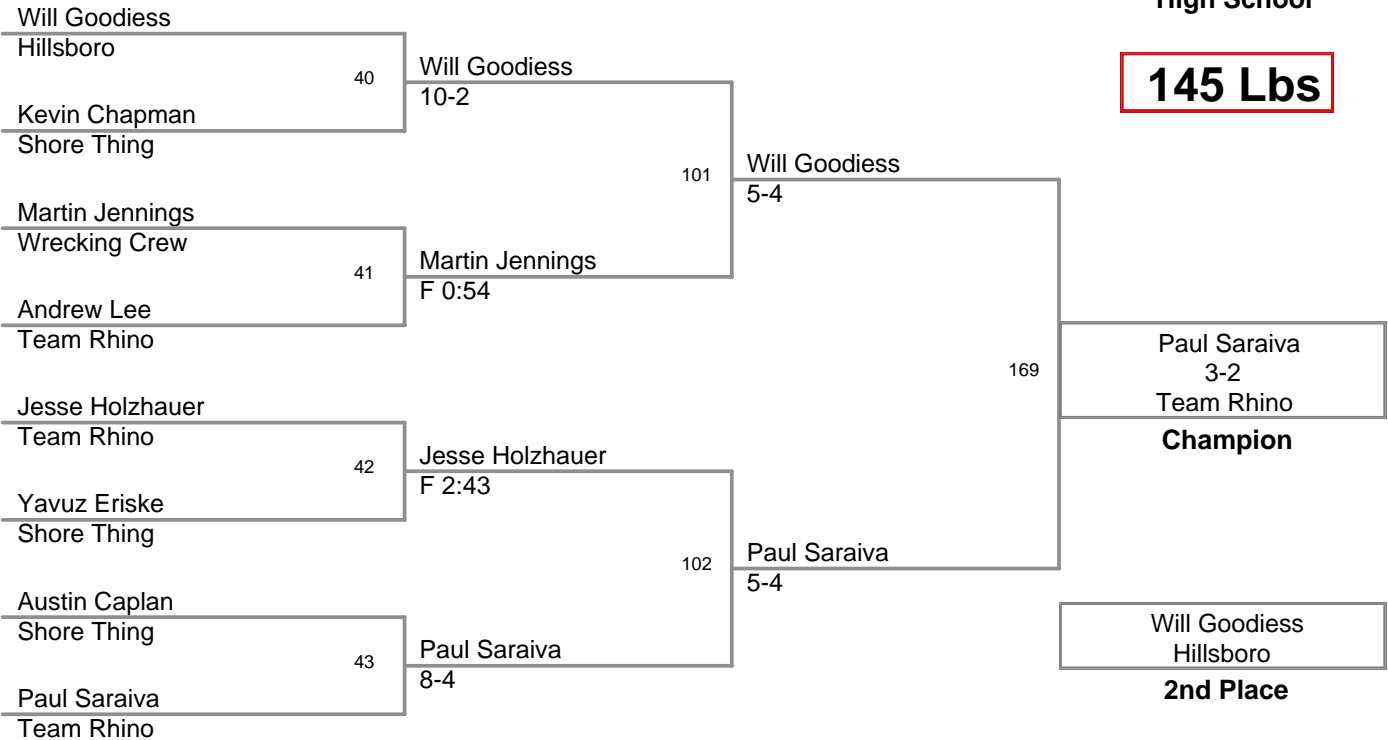 High School
145 Lbs
Will Goodiess
Hillsboro
40
Kevin Chapman
Shore Thing
Martin Jennings
Wrecking Crew
41
Andrew Lee
Team Rhino
Jesse Holzhauer
Team Rhino
42
Yavuz Eriske
Shore Thing
Austin Caplan
Shore Thing
43
Paul Saraiva
Team Rhino
Will Goodiess
10-2
101
Martin Jennings
F 0:54
Jesse Holzhauer
F 2:43
102
Paul Saraiva
8-4
Will Goodiess
5-4
169
Paul Saraiva
5-4
Paul Saraiva
3-2
Team Rhino
Champion
Will Goodiess
Hillsboro
2nd Place